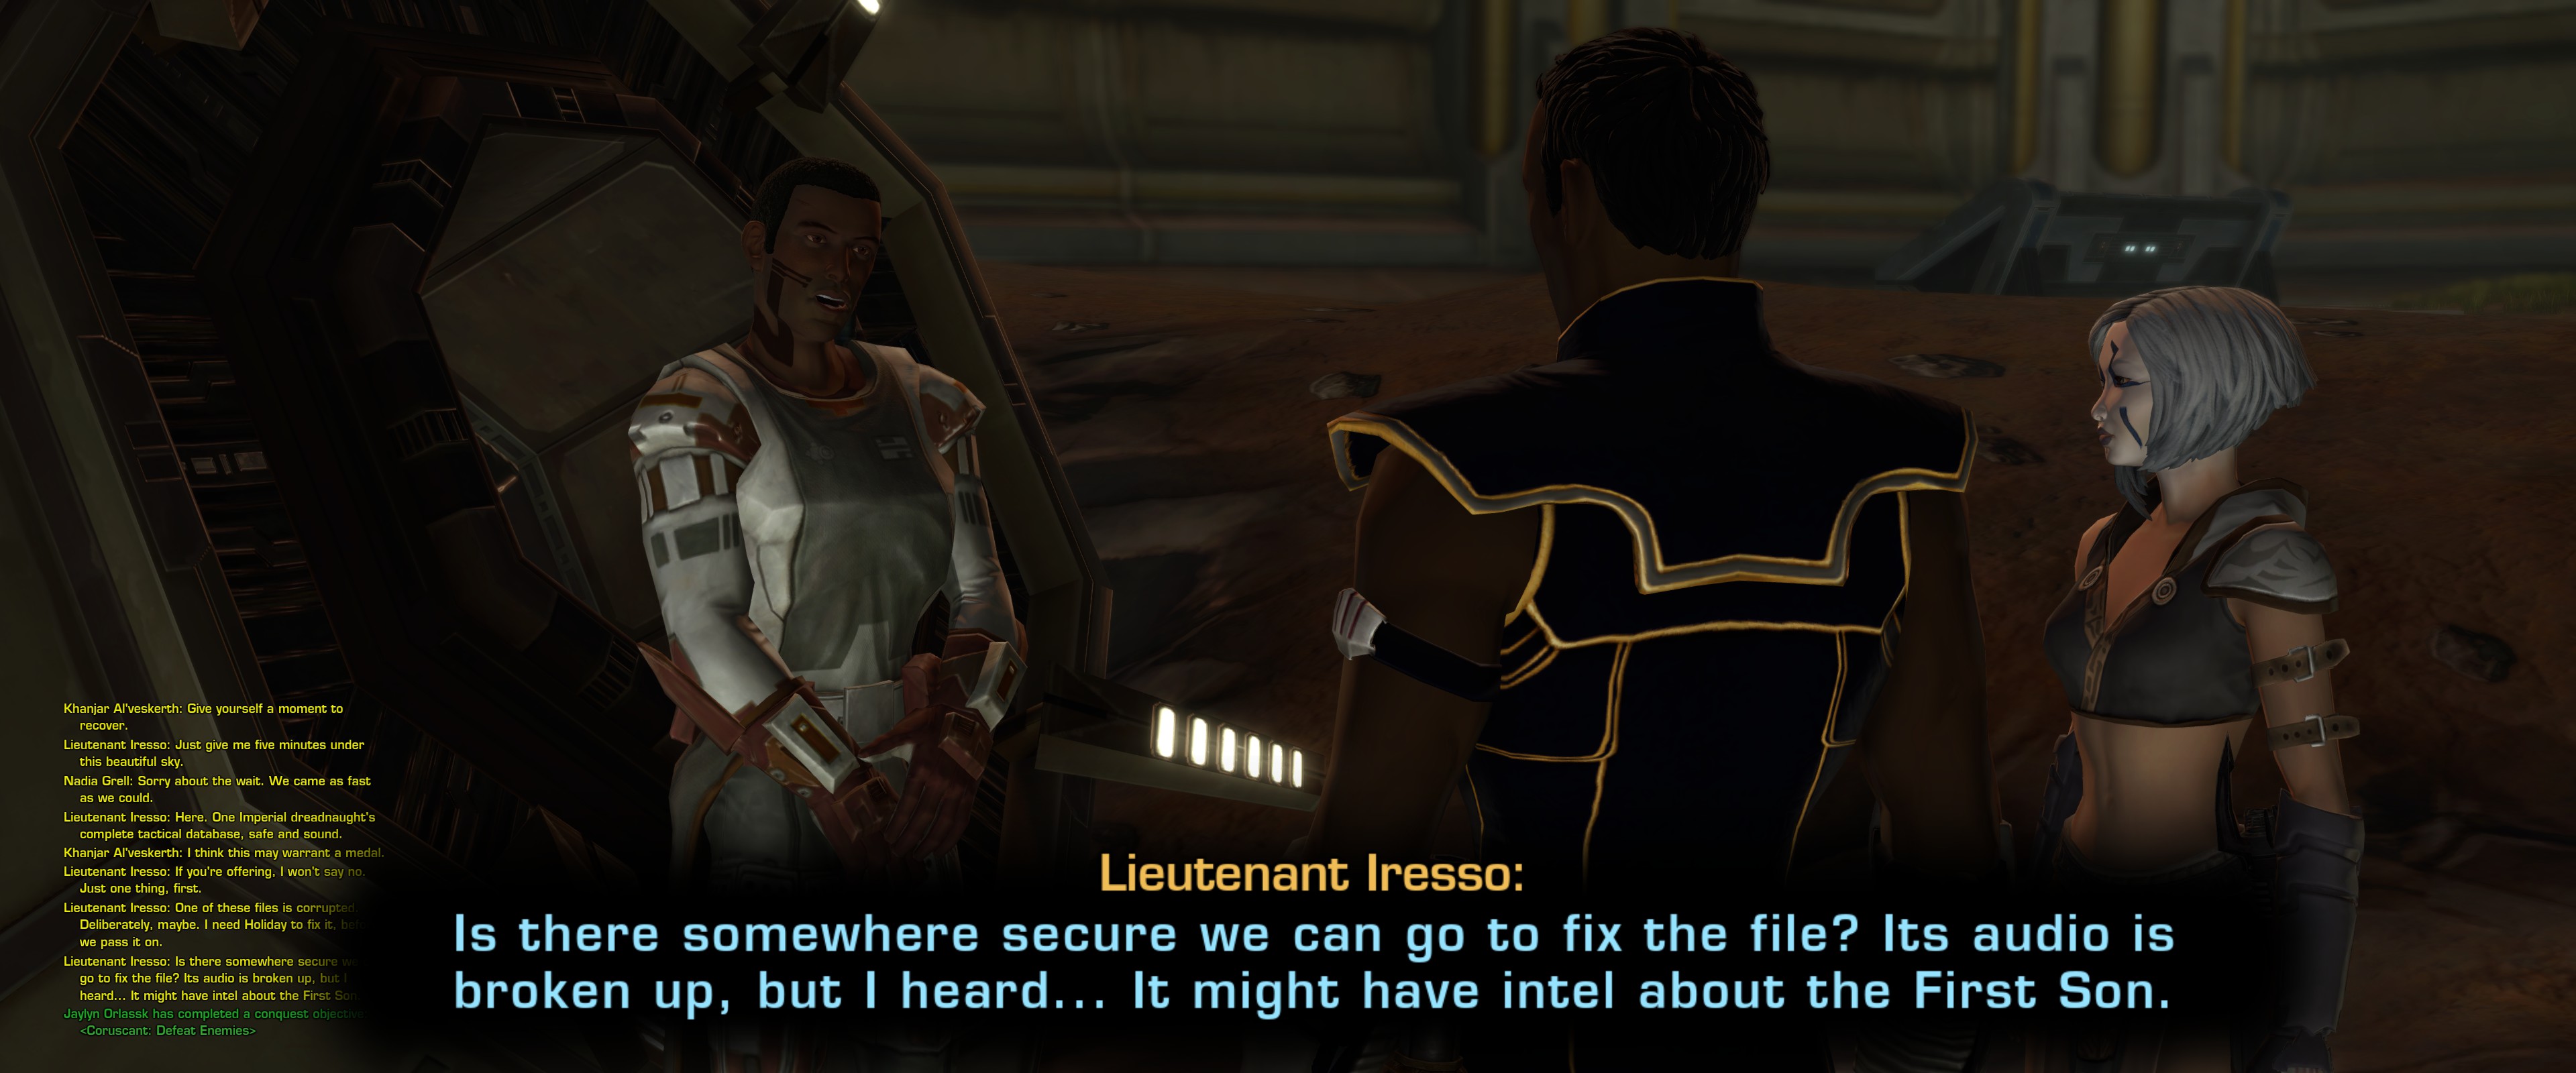 Khanjar Al'veskerth: Give yourself a moment to
recover.
Lieutenant Iresso: Just give me five minutes under
this beautiful sky.
Nadia Grell: Sorry about the wait. We came as fast
as we could.
Lieutenant Iresso: Here. One Imperial dreadnaught's
complete tactical database, safe and sound.
Khanjar Al'veskerth: I think this may warrant a medal.
Lieutenant Iresso: If you're offering, I won't say no.
Just one thing, first.
Lieutenant Iresso: One of these files is corrupted.
Deliberately, maybe. I need Holiday to fix it,
we pass it on.
Lieutenant Iresso: Is there somewhere secure we
go to fix the file? Its audio is broken up, but I
heard... It might have intel about the First Son.
Jaylyn Orlassk has completed a conquest objective:
<Coruscant: Defeat Enemies>
Lieutenant Iresso:
Is there somewhere secure we can go to fix the file? Its audio is
broken up, but I heard... It might have intel about the First Son.